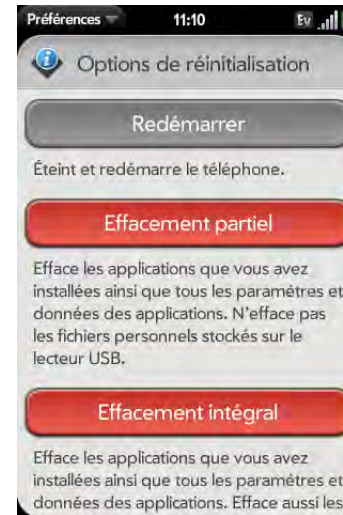 Préférences 11:10 Ev
Options de réinitialisation
Redémarrer
Éteint et redémarre le téléphone.
Effacement partiel
Efface les applications que vous avez
installées ainsi que tous les paramètres et
données des applications. N'efface pas
les fichiers personnels stockés sur le
lecteur USB.
Effacement intégral
Efface les applications que vous avez
installées ainsi que tous les paramètres et
données des applications. Efface aussi les